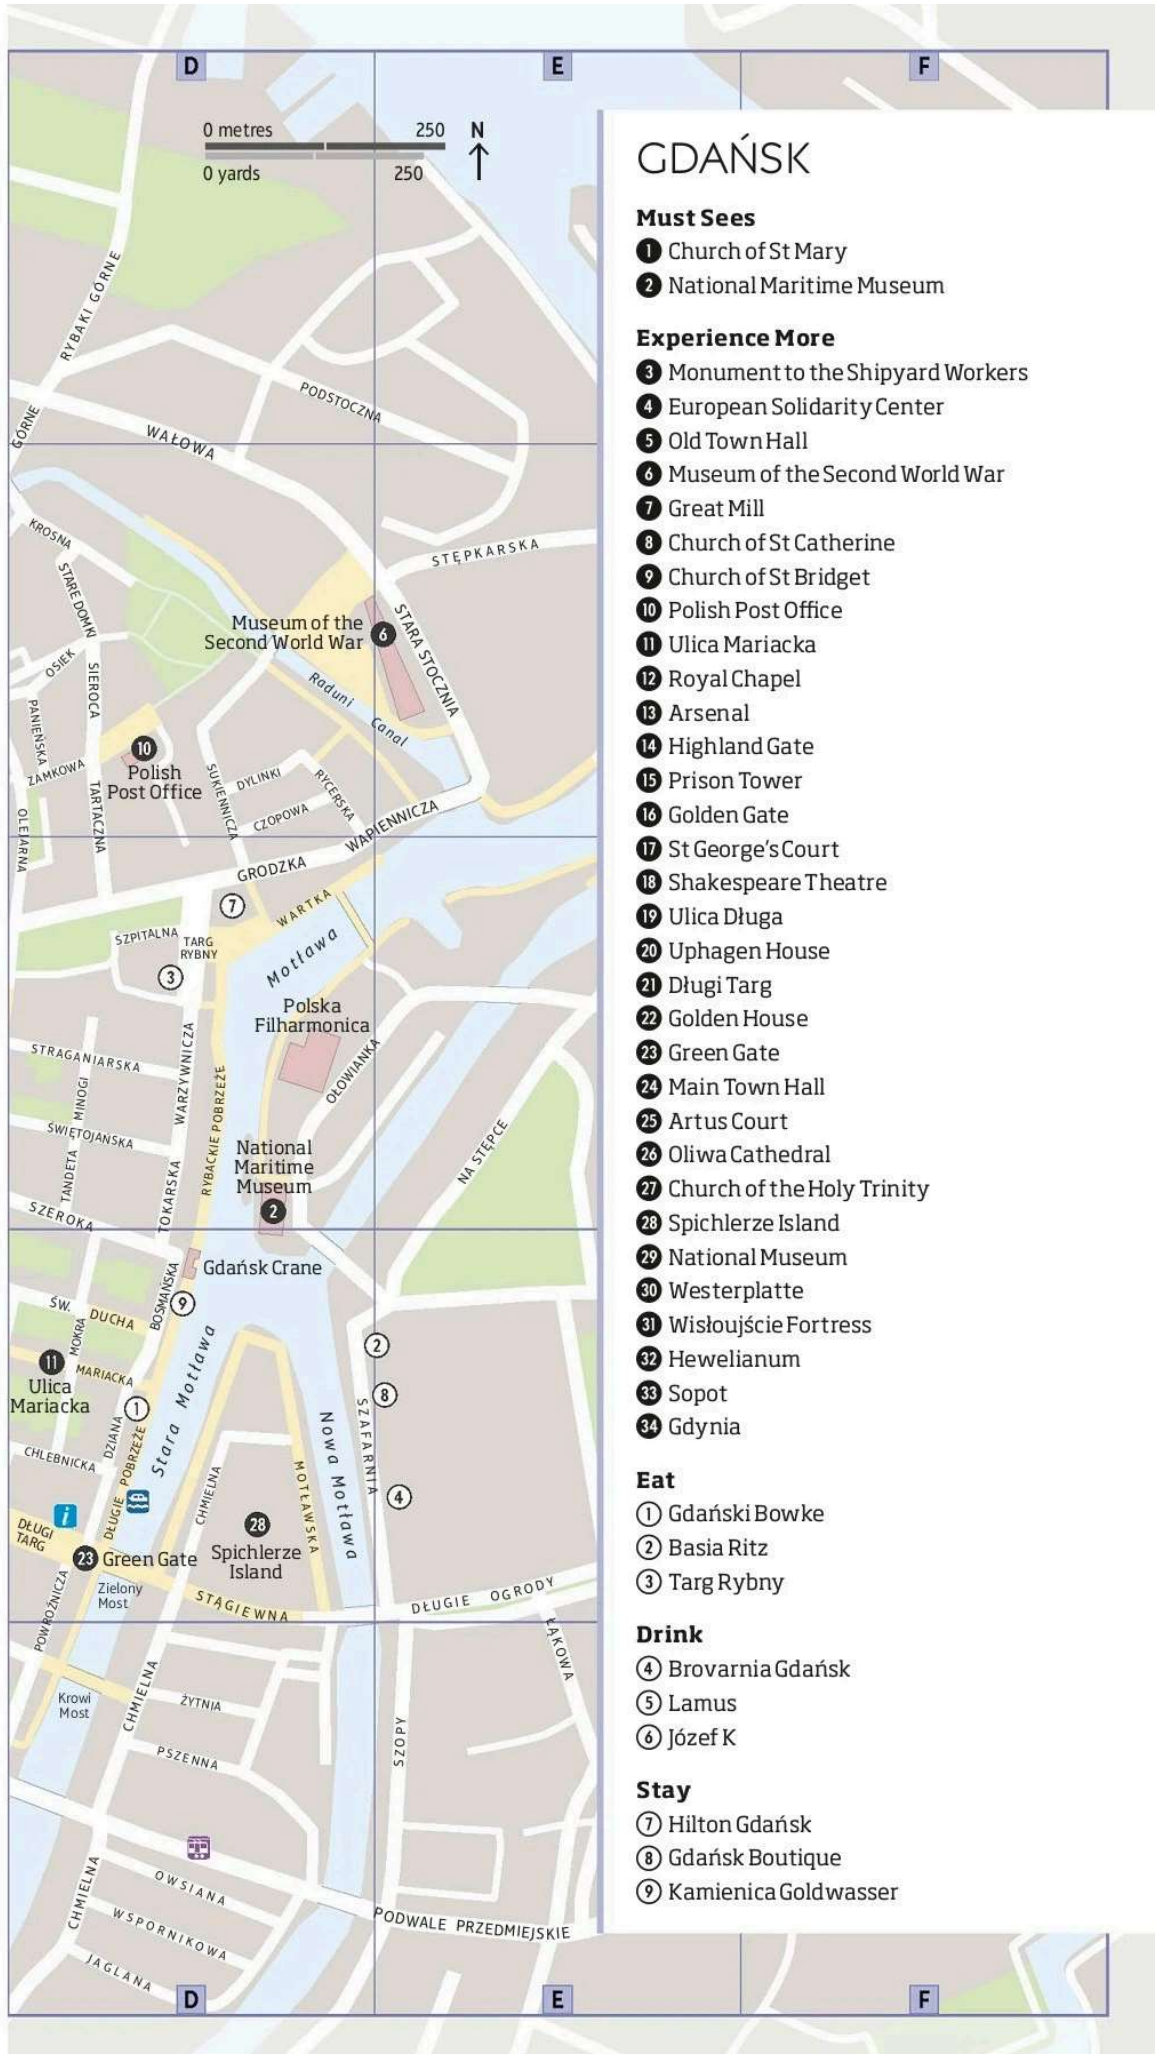 D
E
F
0 metres 250
0 yards 250
N
GDAŃSK
Must Sees
1 Church of St Mary
2 National Maritime Museum
Experience More
3 Monument to the Shipyard Workers
4 European Solidarity Center
5 Old Town Hall
6 Museum of the Second World War
7 Great Mill
8 Church of St Catherine
9 Church of St Bridget
10 Polish Post Office
11 Ulica Mariacka
12 Royal Chapel
13 Arsenal
14 Highland Gate
15 Prison Tower
16 Golden Gate
17 St George's Court
18 Shakespeare Theatre
19 Ulica Długa
20 Uphagen House
21 Długi Targ
22 Golden House
23 Green Gate
24 Main Town Hall
25 Artus Court
26 Oliwa Cathedral
27 Church of the Holy Trinity
28 Spichlerze Island
29 National Museum
30 Westerplatte
31 Wisłoujście Fortress
32 Hewelianum
33 Sopot
34 Gdynia
Eat
1 Gdański Bowke
2 Basia Ritz
3 Targ Rybny
Drink
4 Brovarnia Gdańsk
5 Lamus
6 Józef K
Stay
7 Hilton Gdańsk
8 Gdańsk Boutique
9 Kamienica Goldwasser
RYBAKI GÓRNE
GÓRNE
PODSTOCZNA
WAŁOWA
KROSNA
STĘPKARSKA
STARE DOMKI
Museum of the
Second World War
6
STARA STOCZNIA
OSIEK
SIEROCA
Raduni Canal
PANIEŃSKA
10
Polish
Post Office
ZAMKOWA
TARTACZNA
SUKIENNICZA
DYLINKI
RYCERSKA
CZOPOWA
WAPIENNICZA
OLEJARNA
GRODZKA
7
WARTKA
SZPITALNA
TARG
RYBNY
Motława
3
Polska
Filharmonica
OŁOWIANKA
STRAGANIARSKA
WARZYWNICZA
MINOGI
RYBACKIE POBRZEŻE
ŚWIĘTOJAŃSKA
TANDETA
NA STĘPCE
National
Maritime
Museum
2
TOKARSKA
SZEROKA
Gdańsk Crane
BOSMAŃSKA
9
ŚW. DUCHA
MOKRA
Stara Motława
2
11
Ulica
Mariacka
MARIACKA
8
1
DZIANA
SZAFARNIA
Nowa Motława
CHLEBNICKA
DŁUGIE POBRZEŻE
CHMIELNA
MOTŁAWSKA
4
i
DŁUGI
TARG
28
Spichlerze
Island
23 Green Gate
Zielony
Most
STĄGIEWNA
DŁUGIE OGRODY
POWROŹNICZA
ŁĄKOWA
Krowi
Most
CHMIELNA
ŻYTNIA
PSZENNA
SZOPY
OWSIANA
CHMIELNA
WSPORNIKOWA
PODWALE PRZEDMIEJSKIE
JAGLANA
D
E
F